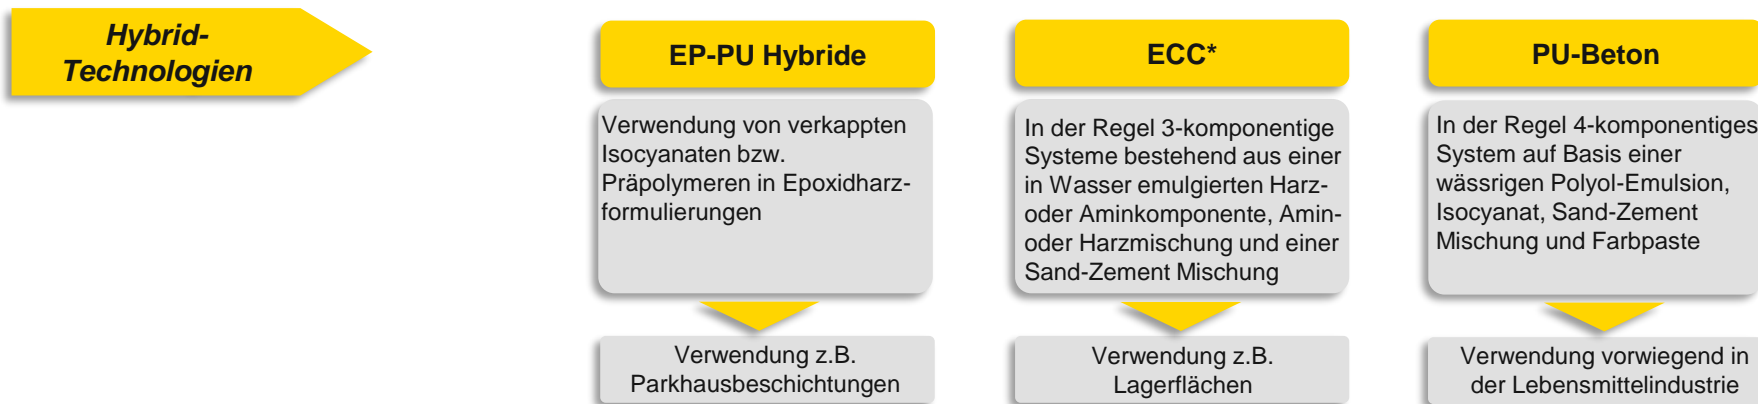 Hybrid-
Technologien
EP-PU Hybride
Verwendung von verkappten
Isocyanaten bzw.
Präpolymeren in Epoxidharz-
formulierungen
Verwendung z.B.
Parkhausbeschichtungen
ECC*
In der Regel 3-komponentige
Systeme bestehend aus einer
in Wasser emulgierten Harz-
oder Aminkomponente, Amin-
oder Harzmischung und einer
Sand-Zement Mischung
Verwendung z.B.
Lagerflächen
PU-Beton
In der Regel 4-komponentiges
System auf Basis einer
wässrigen Polyol-Emulsion,
Isocyanat, Sand-Zement
Mischung und Farbpaste
Verwendung vorwiegend in
der Lebensmittelindustrie